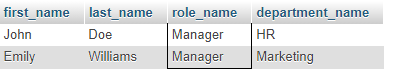 first_name last_name role_name department_name
John Doe Manager HR
Emily Williams Manager Marketing